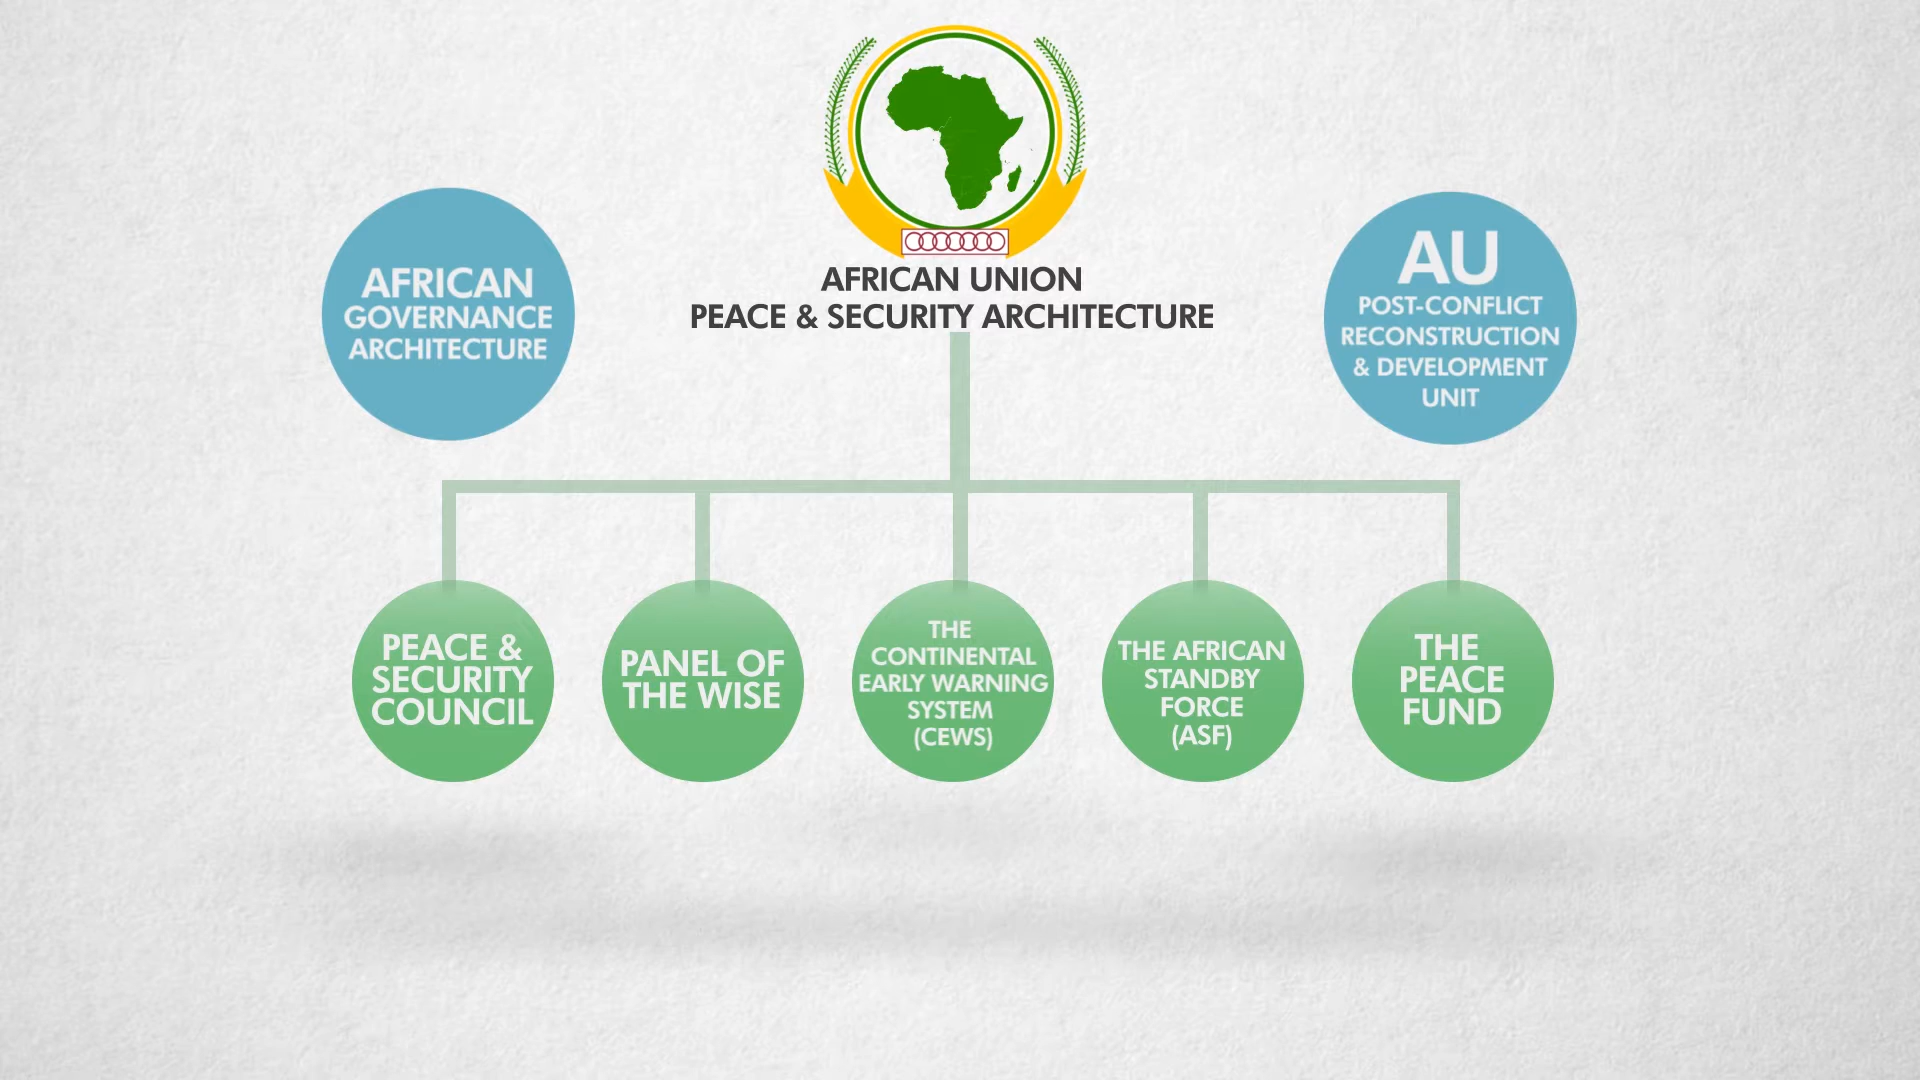 AFRICAN UNION
PEACE & SECURITY ARCHITECTURE
AFRICAN
GOVERNANCE
ARCHITECTURE
AU
POST-CONFLICT
RECONSTRUCTION
& DEVELOPMENT
UNIT
PEACE &
SECURITY
COUNCIL
PANEL OF
THE WISE
THE
CONTINENTAL
EARLY WARNING
SYSTEM
(CEWS)
THE AFRICAN
STANDBY
FORCE
(ASF)
THE
PEACE
FUND